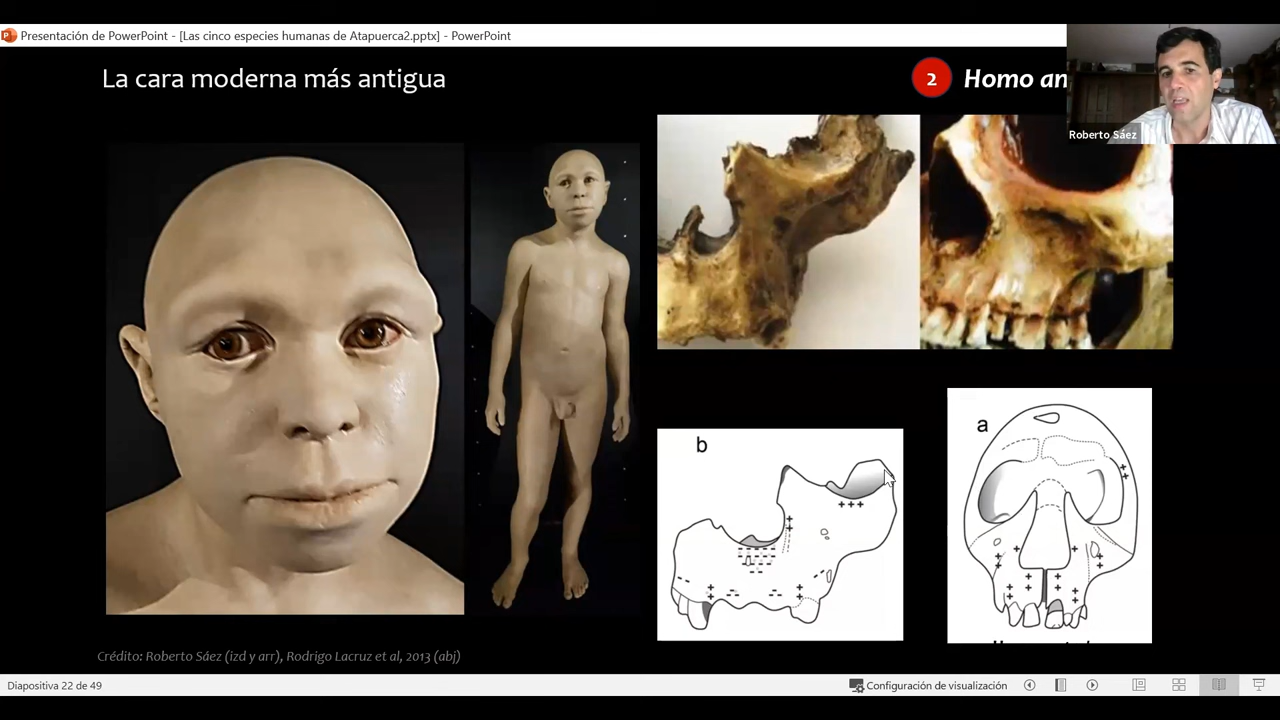 Presentación de PowerPoint - [Las cinco especies humanas de Atapuerca2.pptx] - PowerPoint
La cara moderna más antigua
2 Homo an
Roberto Sáez
b
a
Crédito: Roberto Sáez (izd y arr), Rodrigo Lacruz et al, 2013 (abj)
Diapositiva 22 de 49
Configuración de visualización